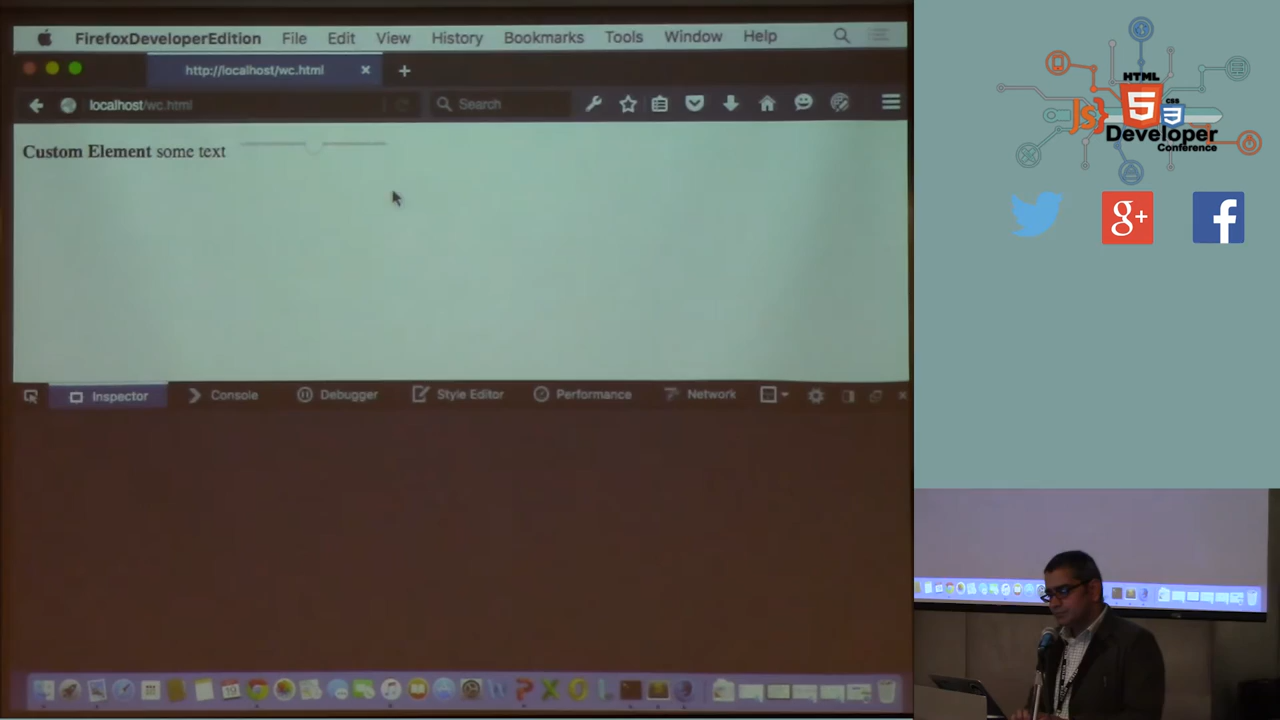 FirefoxDeveloperEdition File Edit View History Bookmarks Tools Window Help
http://localhost/wc.html
localhost/wc.html Search
Custom Element some text
Inspector Console Debugger Style Editor Performance Network
HTML
5
CSS
3
JS}
Developer
Conference
g+
f